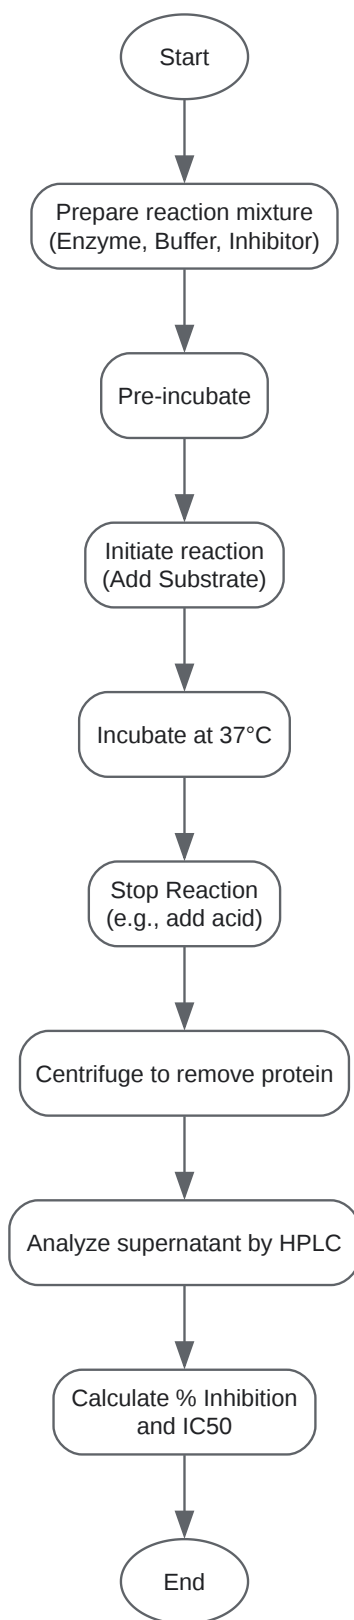 Start
Prepare reaction mixture
(Enzyme, Buffer, Inhibitor)
Pre-incubate
Initiate reaction
(Add Substrate)
Incubate at 37°C
Stop Reaction
(e.g., add acid)
Centrifuge to remove protein
Analyze supernatant by HPLC
Calculate % Inhibition
and IC50
End